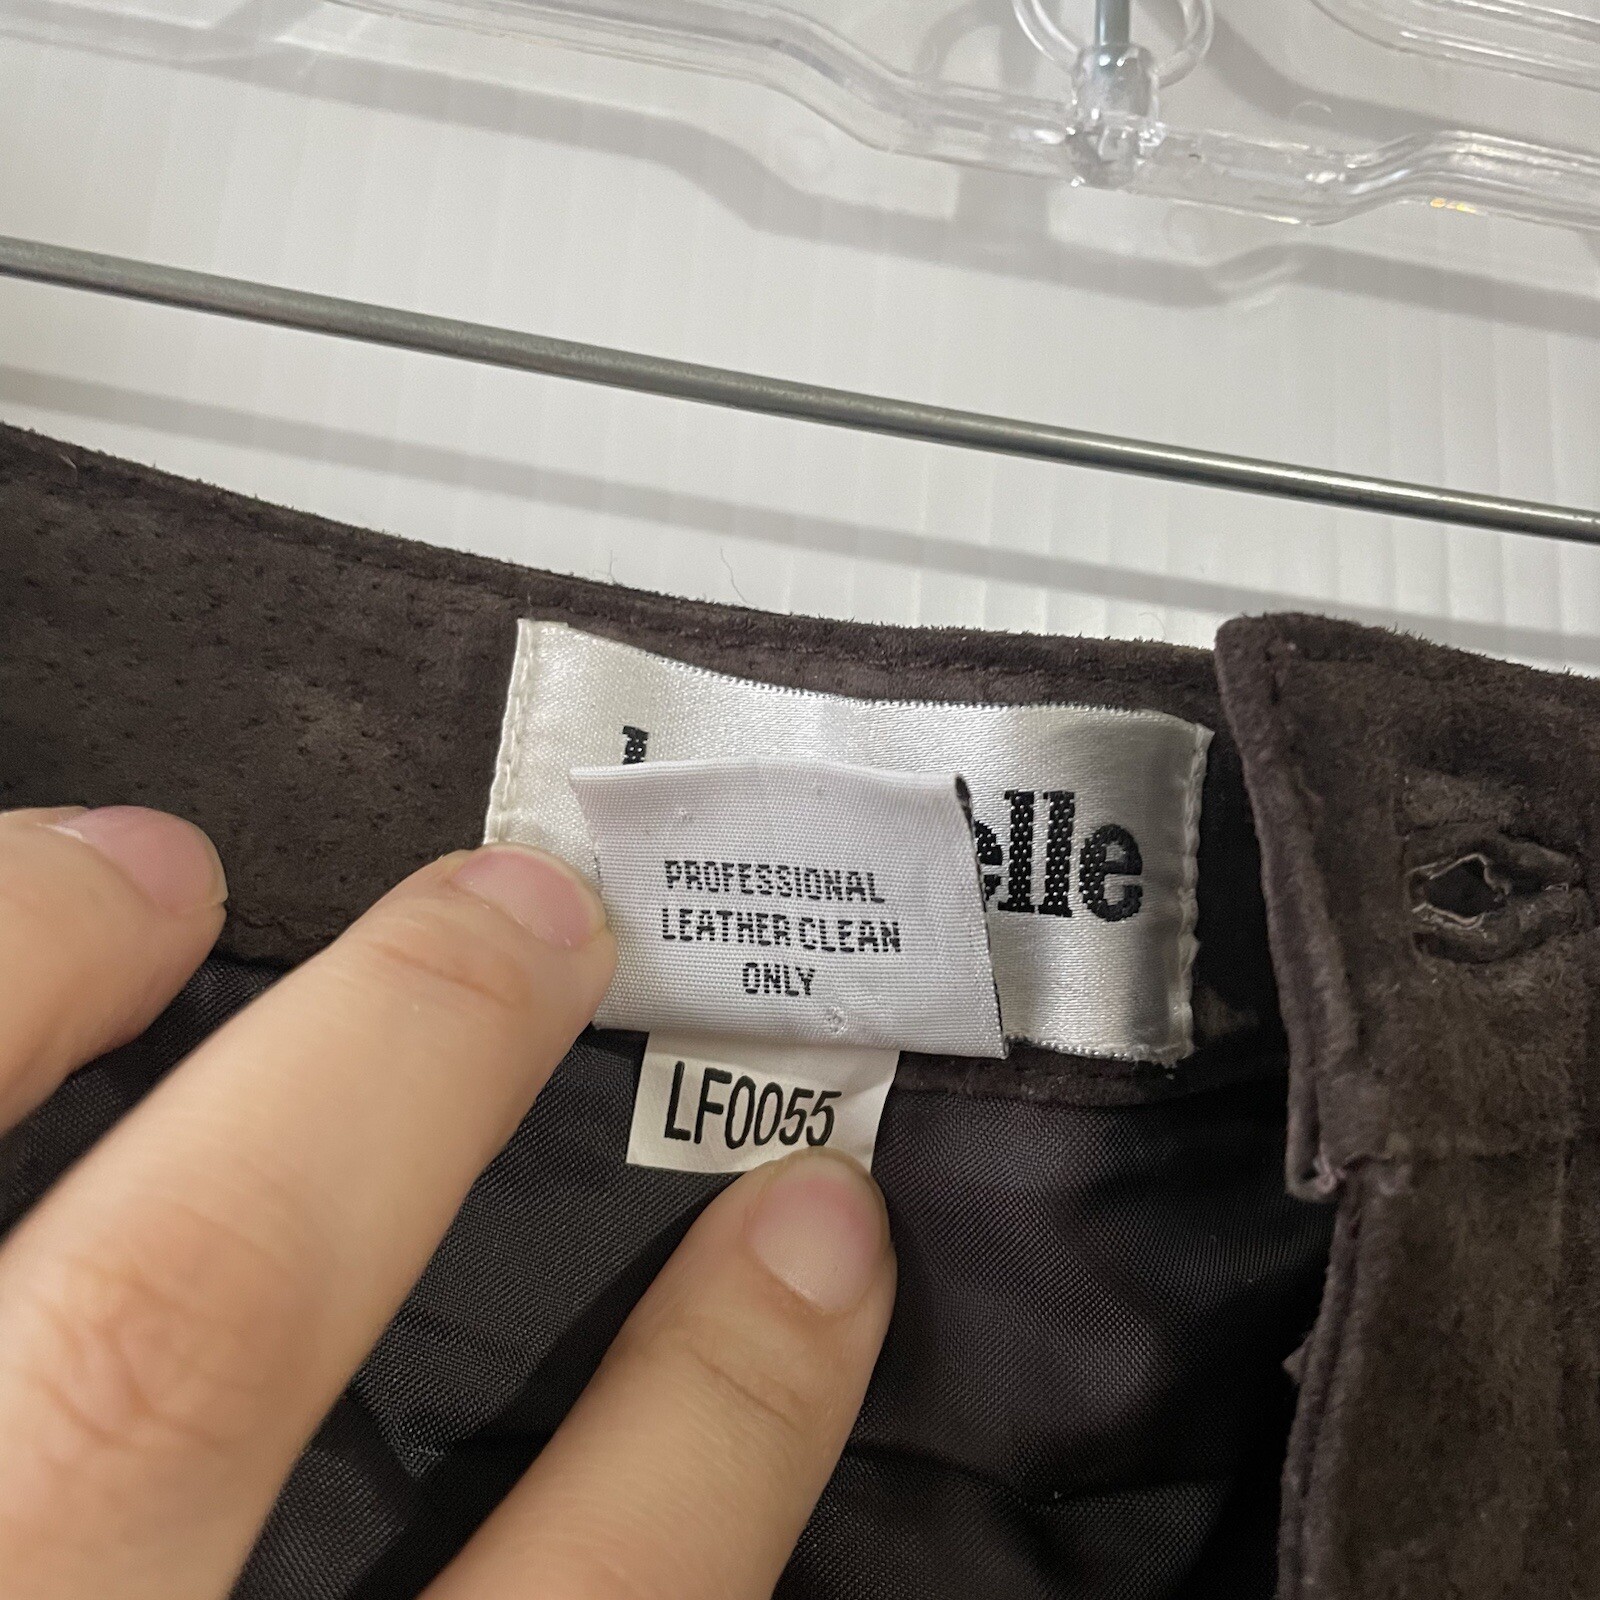 elle
PROFESSIONAL
LEATHER CLEAN
ONLY
LF0055